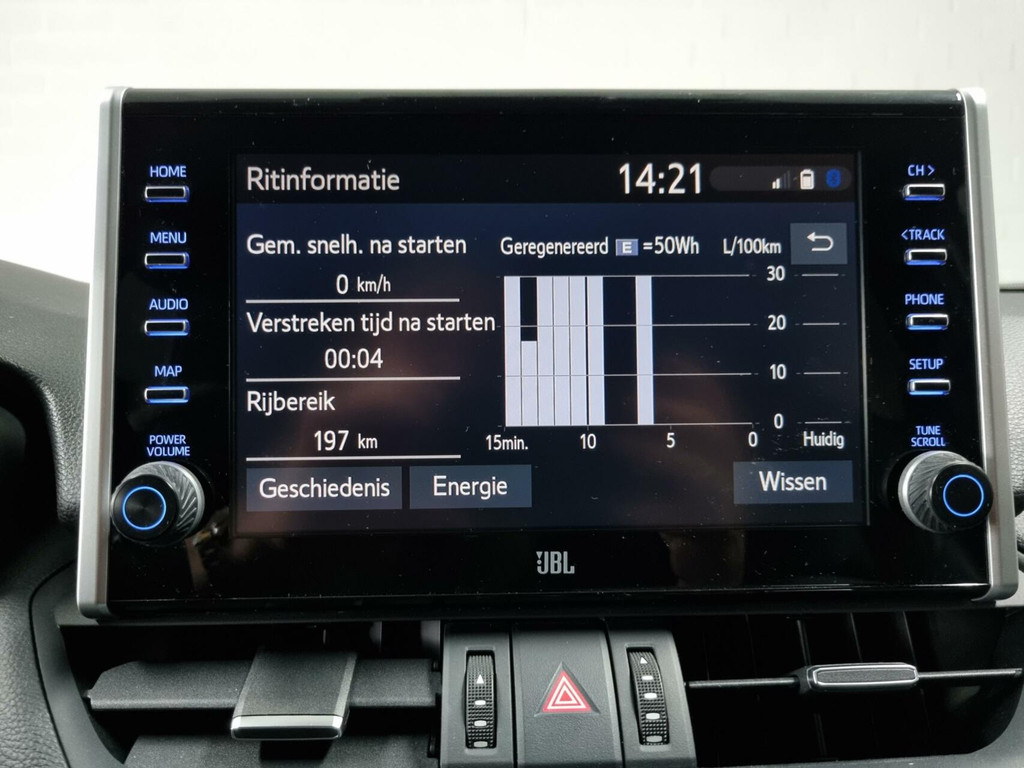 HOME
MENU
AUDIO
MAP
POWER
VOLUME
Ritinformatie
14:21
Gem. snelh. na starten
0 km/h
Verstreken tijd na starten
00:04
Rijbereik
197 km
Geregenereerd E =50Wh L/100km
30
20
10
0
15min. 10 5 0 Huidig
Geschiedenis Energie Wissen
CH >
<TRACK
PHONE
SETUP
TUNE
SCROLL
JBL